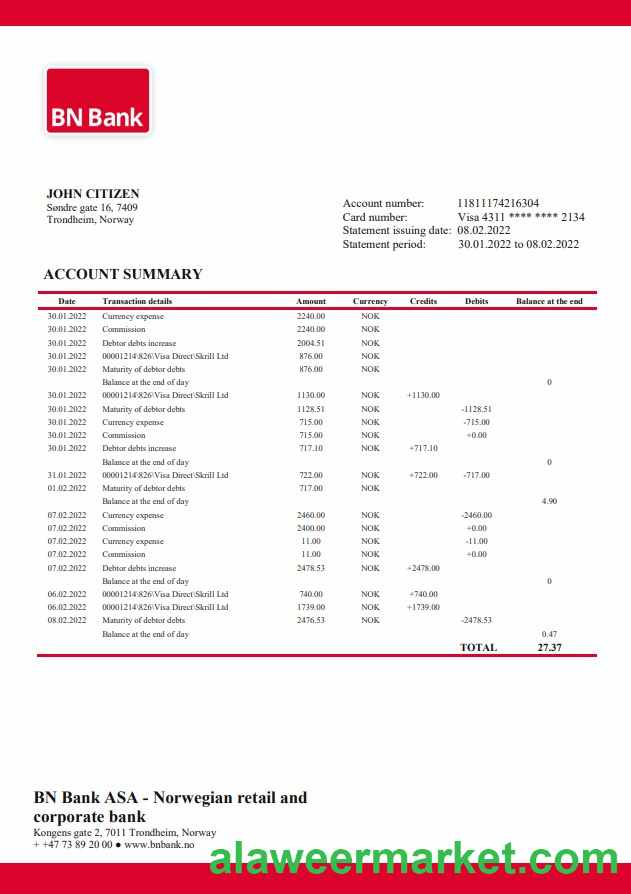 BN Bank
JOHN CITIZEN
Søndre gate 16, 7409
Trondheim, Norway
Account number: 11811174216304
Card number: Visa 4311 **** **** 2134
Statement issuing date: 08.02.2022
Statement period: 30.01.2022 to 08.02.2022
ACCOUNT SUMMARY
Date Transaction details Amount Currency Credits Debits Balance at the end
30.01.2022 Currency expense 2240.00 NOK
30.01.2022 Commission 2240.00 NOK
30.01.2022 Debtor debts increase 2004.51 NOK
30.01.2022 00001214\826\Visa Direct\Skrill Ltd 876.00 NOK
30.01.2022 Maturity of debtor debts 876.00 NOK
Balance at the end of day 0
30.01.2022 00001214\826\Visa Direct\Skrill Ltd 1130.00 NOK +1130.00
30.01.2022 Maturity of debtor debts 1128.51 NOK -1128.51
30.01.2022 Currency expense 715.00 NOK -715.00
30.01.2022 Commission 715.00 NOK +0.00
30.01.2022 Debtor debts increase 717.10 NOK +717.10
Balance at the end of day 0
31.01.2022 00001214\826\Visa Direct\Skrill Ltd 722.00 NOK +722.00 -717.00
01.02.2022 Maturity of debtor debts 717.00 NOK
Balance at the end of day 4.90
07.02.2022 Currency expense 2460.00 NOK -2460.00
07.02.2022 Commission 2400.00 NOK +0.00
07.02.2022 Currency expense 11.00 NOK -11.00
07.02.2022 Commission 11.00 NOK +0.00
07.02.2022 Debtor debts increase 2478.53 NOK +2478.00
Balance at the end of day 0
06.02.2022 00001214\826\Visa Direct\Skrill Ltd 740.00 NOK +740.00
06.02.2022 00001214\826\Visa Direct\Skrill Ltd 1739.00 NOK +1739.00
08.02.2022 Maturity of debtor debts 2476.53 NOK -2478.53
Balance at the end of day 0.47
TOTAL 27.37
BN Bank ASA - Norwegian retail and
corporate bank
Kongens gate 2, 7011 Trondheim, Norway
+ +47 73 89 20 00 ● www.bnbank.no
alaweermarket.com